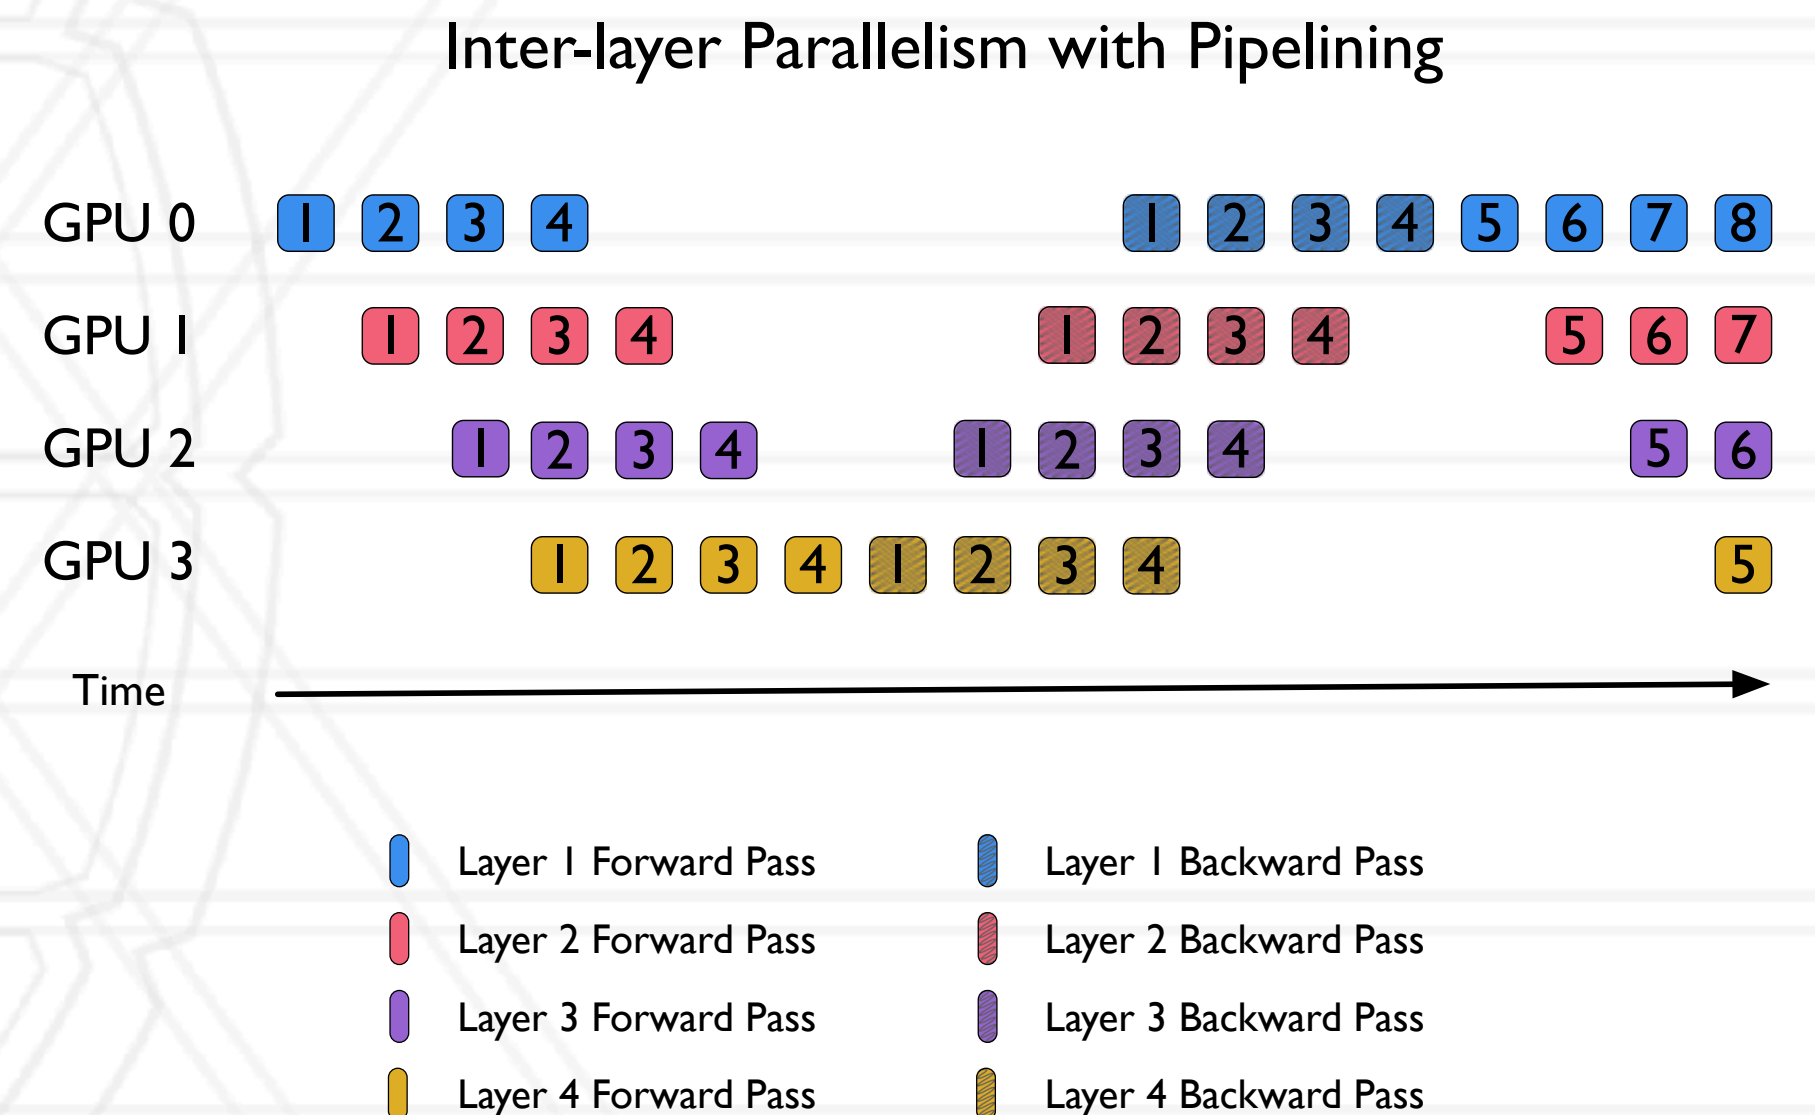 Inter-layer Parallelism with Pipelining
GPU 0 1 2 3 4 1 2 3 4 5 6 7 8
GPU 1 1 2 3 4 1 2 3 4 5 6 7
GPU 2 1 2 3 4 1 2 3 4 5 6
GPU 3 1 2 3 4 1 2 3 4 5
Time
Layer 1 Forward Pass Layer 1 Backward Pass
Layer 2 Forward Pass Layer 2 Backward Pass
Layer 3 Forward Pass Layer 3 Backward Pass
Layer 4 Forward Pass Layer 4 Backward Pass